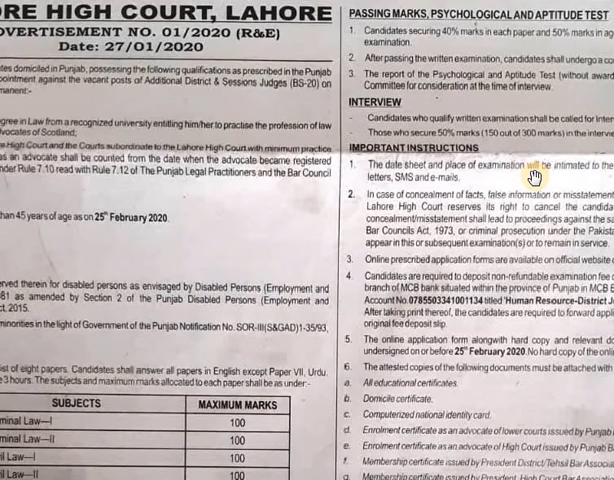 ORE HIGH COURT, LAHORE
DVERTISEMENT NO. 01/2020 (R&E)
Date: 27/01/2020
tes domiciled in Punjab, possessing the following qualifications as prescribed in the Punjab
pointment against the vacant posts of Additional District & Sessions Judges (BS-20) on
manent:-
egree in Law from a recognized university entitling him/her to practise the profession of law
dvocates of Scotland;
e High Court and the Courts subordinate to the Lahore High Court with minimum practice
as an advocate shall be counted from the date when the advocate became registered
nder Rule 7.10 read with Rule 7.12 of The Punjab Legal Practitioners and the Bar Council
han 45 years of age as on 25th February 2020.
erved therein for disabled persons as envisaged by Disabled Persons (Employment and
981 as amended by Section 2 of the Punjab Disabled Persons (Employment and
ct, 2015.
minorities in the light of Government of the Punjab Notification No. SOR-III(S&GAD)1-35/93,
ist of eight papers. Candidates shall answer all papers in English except Paper VII, Urdu.
e 3 hours. The subjects and maximum marks allocated to each paper shall be as under:-
SUBJECTS MAXIMUM MARKS
minal Law—I 100
minal Law—II 100
il Law—I 100
il Law—II 100
PASSING MARKS, PSYCHOLOGICAL AND APTITUDE TEST
1. Candidates securing 40% marks in each paper and 50% marks in ag
examination.
2. After passing the written examination, candidates shall undergo a co
3. The report of the Psychological and Aptitude Test (without award
Committee for consideration at the time of interview.
INTERVIEW
- Candidates who qualify written examination shall be called for Inter
- Those who secure 50% marks (150 out of 300 marks) in the interview
IMPORTANT INSTRUCTIONS
1. The date sheet and place of examination will be intimated to the
letters, SMS and e-mails.
2. In case of concealment of facts, false information or misstatement
Lahore High Court reserves its right to cancel the candida
concealment/misstatement shall lead to proceedings against the sa
Bar Councils Act, 1973, or criminal prosecution under the Pakista
appear in this or subsequent examination(s) or to remain in service.
3. Online prescribed application forms are available on official website o
4. Candidates are required to deposit non-refundable examination fee o
branch of MCB bank situated within the province of Punjab in MCB B
Account No.0785503341001134 titled 'Human Resource-District J
After taking print thereof, the candidates are required to forward appli
original fee deposit slip.
5. The online application form alongwith hard copy and relevant do
undersigned on or before 25th February 2020. No hard copy of the onlin
6. The attested copies of the following documents must be attached with
a. All educational certificates.
b. Domicile certificate.
c. Computerized national identity card.
d. Enrolment certificate as an advocate of lower courts issued by Punjab
e. Enrolment certificate as an advocate of High Court issued by Punjab B
f. Membership certificate issued by President District/Tehsil Bar Associa
g. Membership certificate issued by President, High Court Bar Association